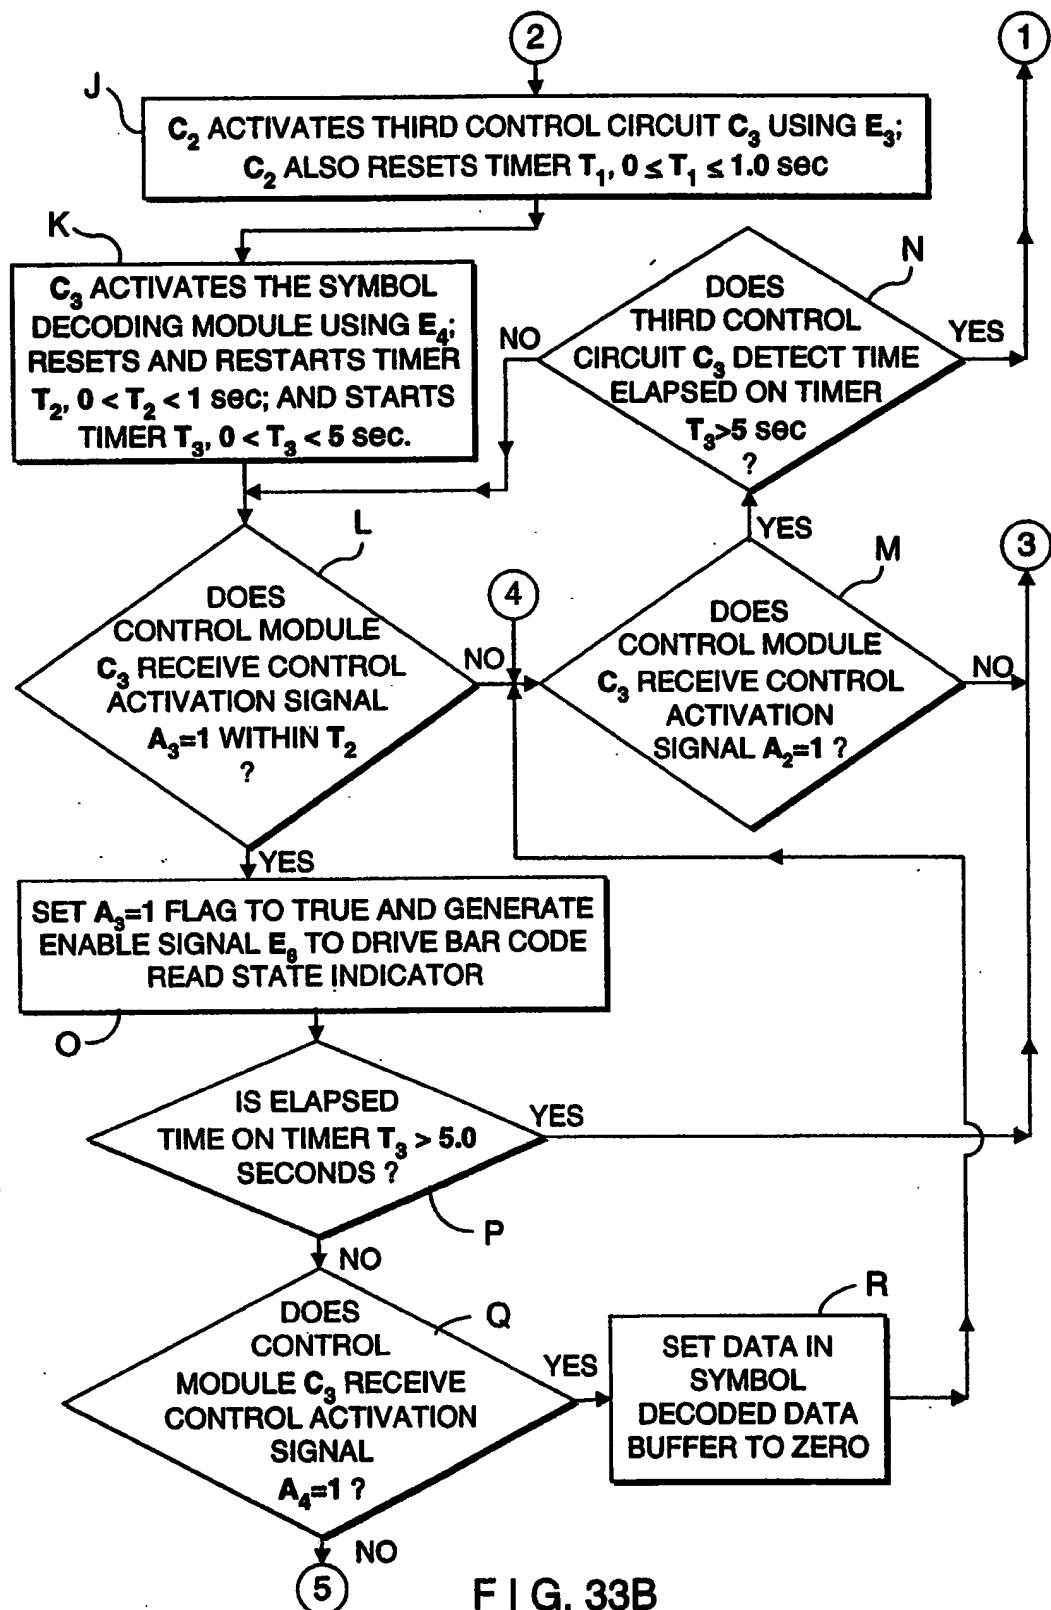 2
1
J
C₂ ACTIVATES THIRD CONTROL CIRCUIT C₃ USING E₃;
C₂ ALSO RESETS TIMER T₁, 0 ≤ T₁ ≤ 1.0 sec
K
C₃ ACTIVATES THE SYMBOL
DECODING MODULE USING E₄;
RESETS AND RESTARTS TIMER
T₂, 0 < T₂ < 1 sec; AND STARTS
TIMER T₃, 0 < T₃ < 5 sec.
N
DOES
THIRD CONTROL
CIRCUIT C₃ DETECT TIME
ELAPSED ON TIMER
T₃>5 sec
?
NO
YES
L
DOES
CONTROL MODULE
C₃ RECEIVE CONTROL
ACTIVATION SIGNAL
A₃=1 WITHIN T₂
?
NO
YES
4
YES
M
3
DOES
CONTROL MODULE
C₃ RECEIVE CONTROL
ACTIVATION
SIGNAL A₂=1 ?
NO
SET A₃=1 FLAG TO TRUE AND GENERATE
ENABLE SIGNAL E₆ TO DRIVE BAR CODE
READ STATE INDICATOR
O
IS ELAPSED
TIME ON TIMER T₃ > 5.0
SECONDS ?
YES
P
NO
DOES
CONTROL
MODULE C₃ RECEIVE
CONTROL ACTIVATION
SIGNAL
A₄=1 ?
Q
YES
R
SET DATA IN
SYMBOL
DECODED DATA
BUFFER TO ZERO
NO
5
FIG. 33B